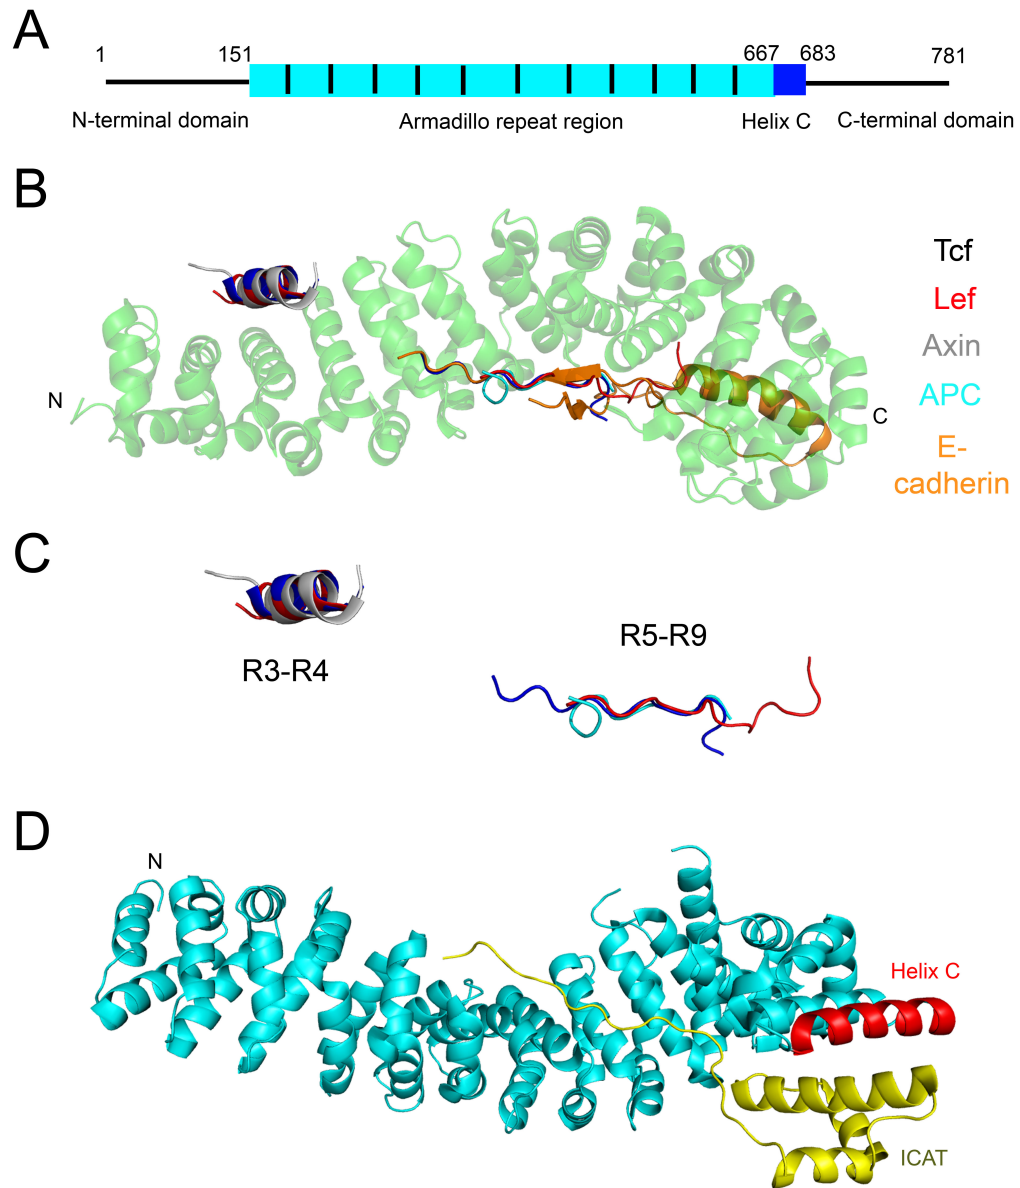 A
1 151 667 683 781
N-terminal domain Armadillo repeat region Helix C C-terminal domain
B
Tcf
Lef
Axin
APC
E-
cadherin
N
C
C
R5-R9
R3-R4
D
N
Helix C
ICAT